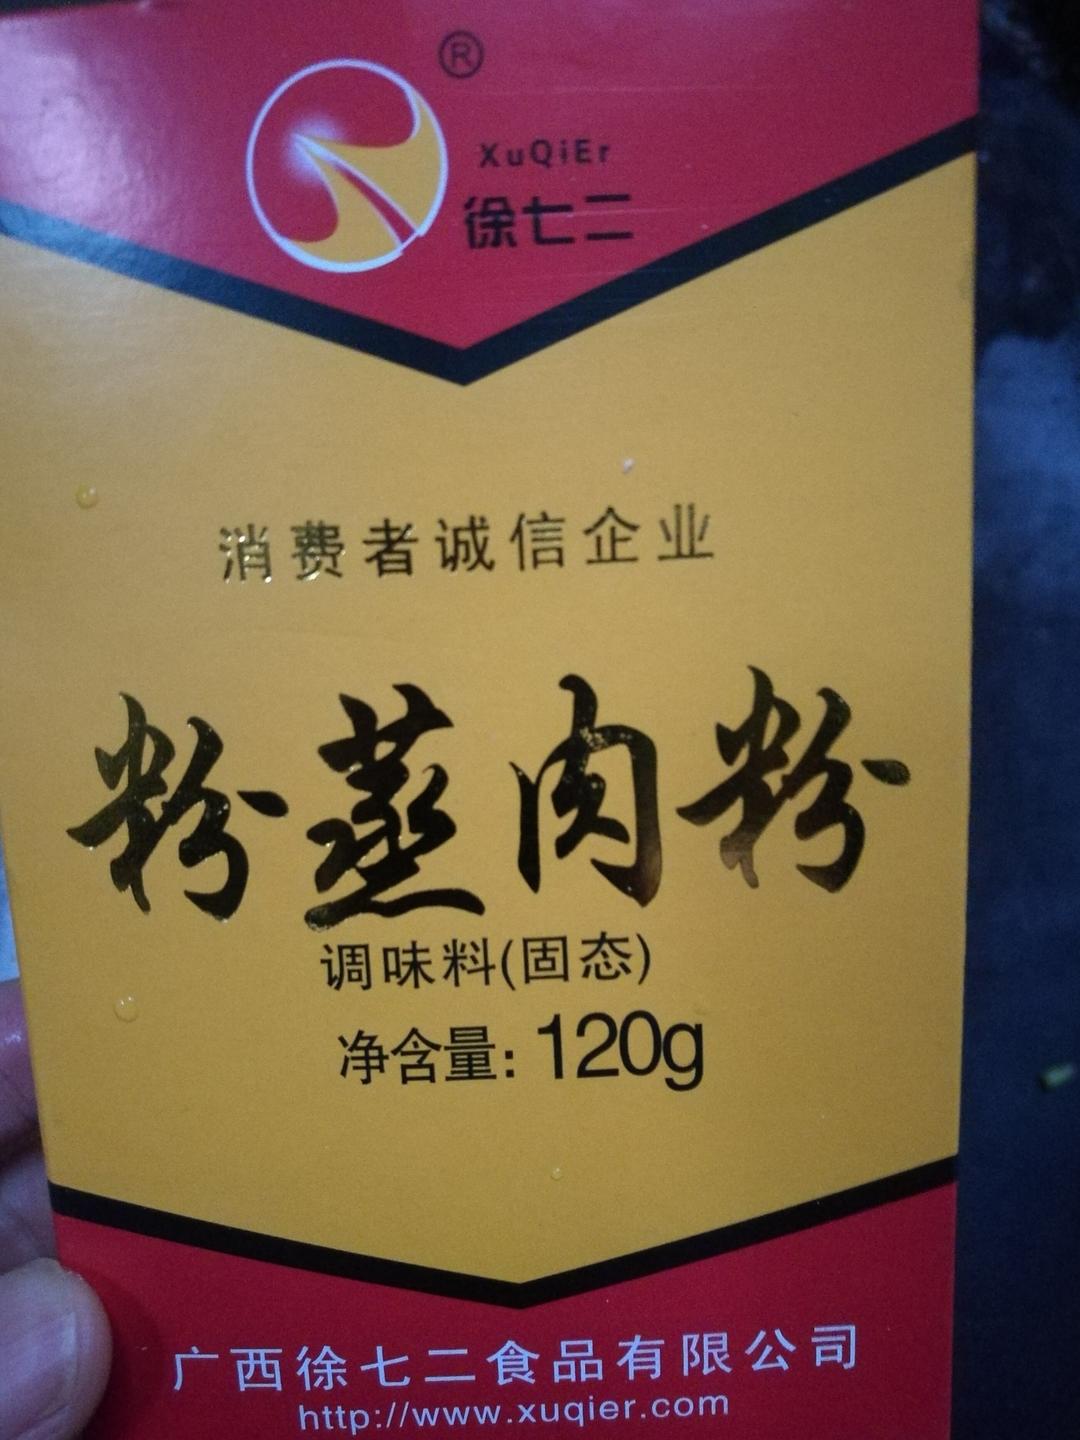 ®
XuQiEr
徐七二
消费者诚信企业
粉蒸肉粉
调味料(固态)
净含量:120g
广西徐七二食品有限公司
http://www.xuqier.com